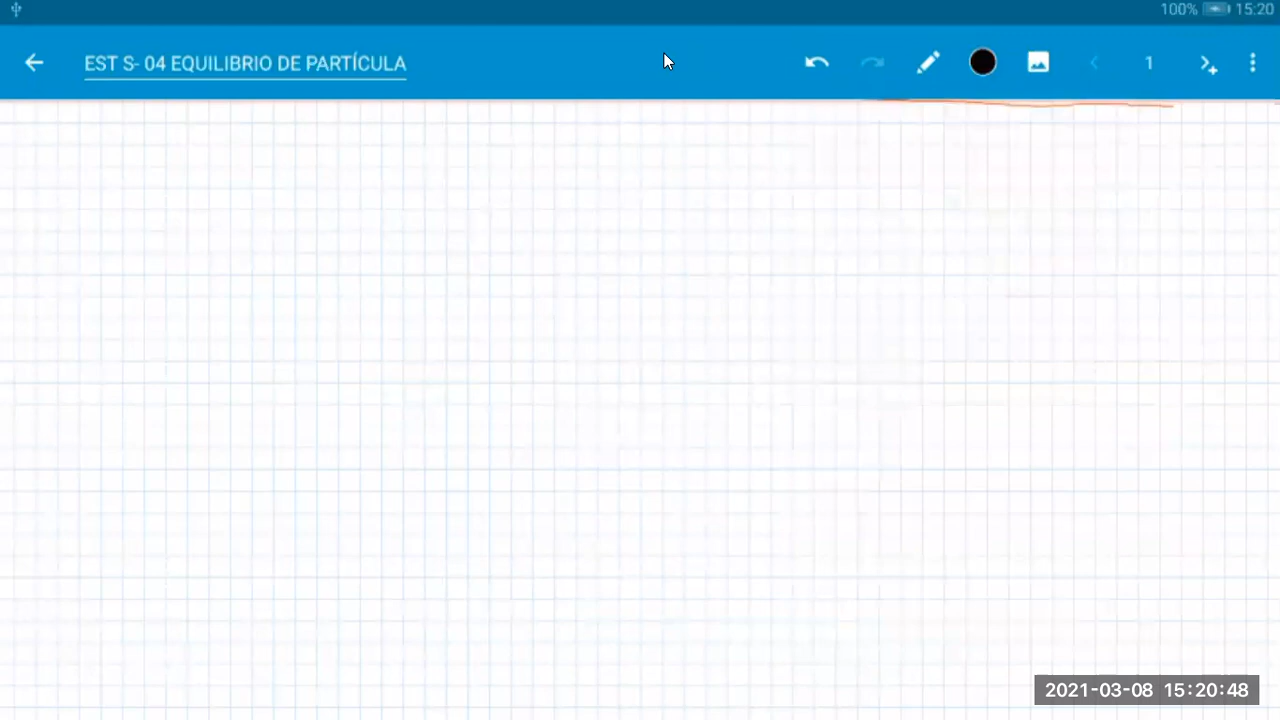 100% 15:20
EST S- 04 EQUILIBRIO DE PARTÍCULA
1
2021-03-08 15:20:48